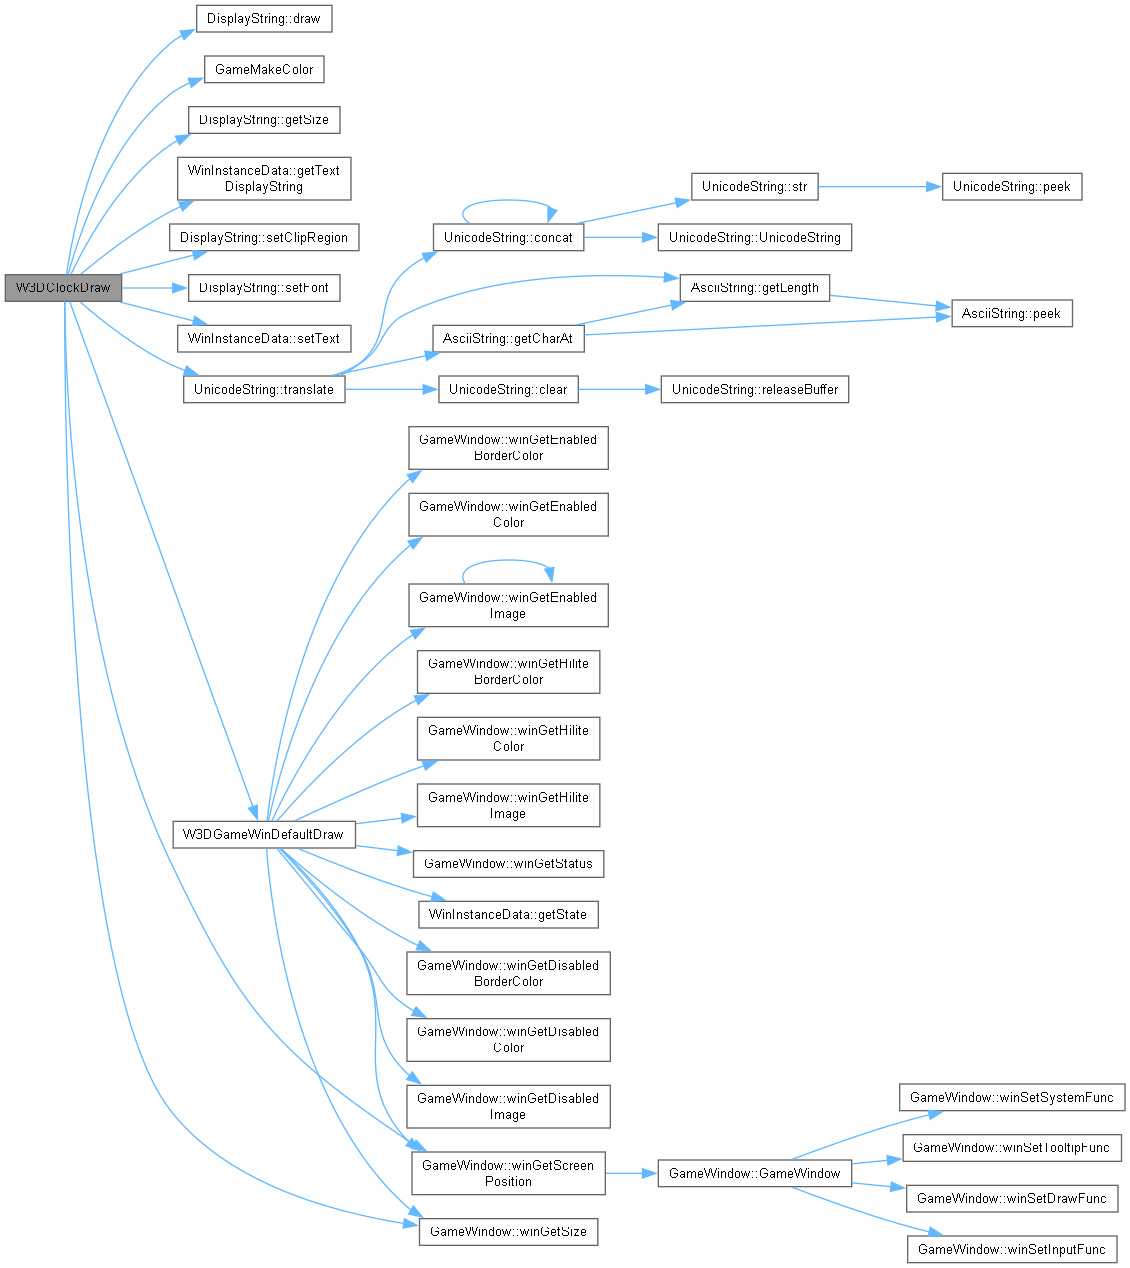 DisplayString::draw
GameMakeColor
DisplayString::getSize
WinInstanceData::getText
DisplayString
DisplayString::setClipRegion
W3DClockDraw
DisplayString::setFont
WinInstanceData::setText
UnicodeString::translate
UnicodeString::concat
UnicodeString::str
UnicodeString::peek
UnicodeString::UnicodeString
AsciiString::getLength
AsciiString::getCharAt
AsciiString::peek
UnicodeString::clear
UnicodeString::releaseBuffer
GameWindow::winGetEnabled
BorderColor
GameWindow::winGetEnabled
Color
GameWindow::winGetEnabled
Image
GameWindow::winGetHilite
BorderColor
GameWindow::winGetHilite
Color
GameWindow::winGetHilite
Image
W3DGameWinDefaultDraw
GameWindow::winGetStatus
WinInstanceData::getState
GameWindow::winGetDisabled
BorderColor
GameWindow::winGetDisabled
Color
GameWindow::winGetDisabled
Image
GameWindow::winGetScreen
Position
GameWindow::winGetSize
GameWindow::GameWindow
GameWindow::winSetSystemFunc
GameWindow::winSetTooltipFunc
GameWindow::winSetDrawFunc
GameWindow::winSetInputFunc